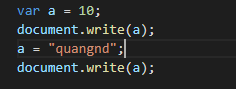 var a = 10;
document.write(a);
a = "quangnd";
document.write(a);